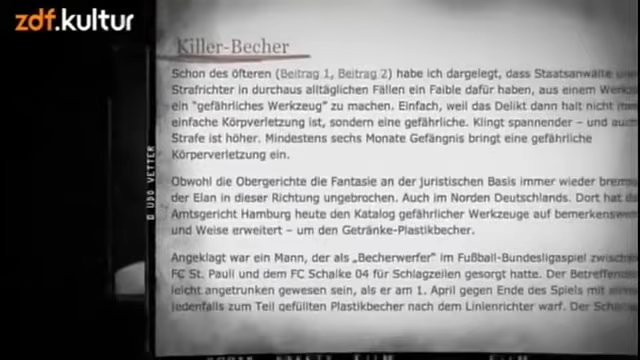 zdf.kultur
Killer-Becher
Schon des öfteren (Beitrag 1, Beitrag 2) habe ich dargelegt, dass Staatsanwälte
Strafrichter in durchaus alltäglichen Fällen ein Faible dafür haben, aus einem
ein "gefährliches Werkzeug" zu machen. Einfach, weil das Delikt dann halt nicht
einfache Körpverletzung ist, sondern eine gefährliche. Klingt spannender – und
Strafe ist höher. Mindestens sechs Monate Gefängnis bringt eine gefährliche
Körperverletzung ein.
Obwohl die Obergerichte die Fantasie an der juristischen Basis immer wieder
der Elan in dieser Richtung ungebrochen. Auch im Norden Deutschlands. Dort hat
Amtsgericht Hamburg heute den Katalog gefährlicher Werkzeuge auf
und Weise erweitert – um den Getränke-Plastikbecher.
Angeklagt war ein Mann, der als „Becherwerfer" im Fußball-Bundesligaspiel
FC St. Pauli und dem FC Schalke 04 für Schlagzeilen gesorgt hatte. Der
leicht angetrunken gewesen sein, als er am 1. April gegen Ende des Spiels mit
jedenfalls zum Teil gefüllten Plastikbecher nach dem Linienrichter warf. Der
UDO VETTER